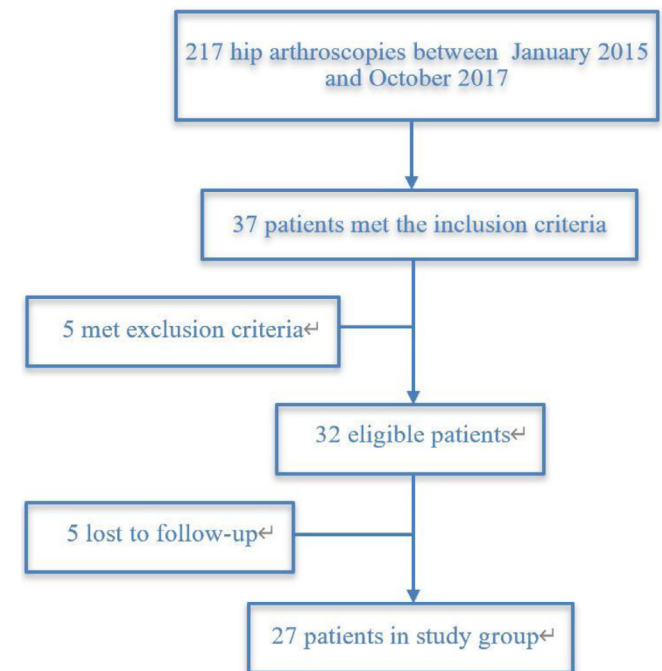 217 hip arthroscopies between January 2015
and October 2017
37 patients met the inclusion criteria
5 met exclusion criteria↵
32 eligible patients↵
5 lost to follow-up↵
27 patients in study group↵